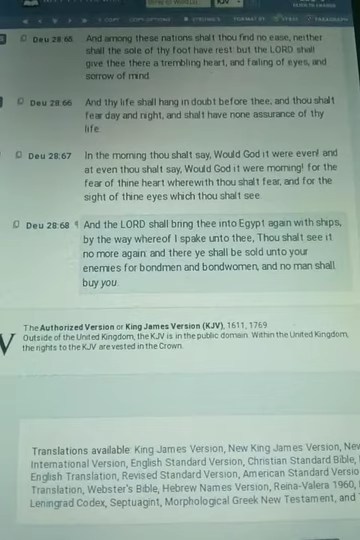 COPY COPY OPTIONS STRONGS FORMAT BY VERSE PARAGRAPH
Deu 28:65 And among these nations shalt thou find no ease, neither
shall the sole of thy foot have rest: but the LORD shall
give thee there a trembling heart, and failing of eyes, and
sorrow of mind:
Deu 28:66 And thy life shall hang in doubt before thee; and thou shalt
fear day and night, and shalt have none assurance of thy
life:
Deu 28:67 In the morning thou shalt say, Would God it were even! and
at even thou shalt say, Would God it were morning! for the
fear of thine heart wherewith thou shalt fear, and for the
sight of thine eyes which thou shalt see.
Deu 28:68 ¶ And the LORD shall bring thee into Egypt again with ships,
by the way whereof I spake unto thee, Thou shalt see it
no more again: and there ye shall be sold unto your
enemies for bondmen and bondwomen, and no man shall
buy you.
The Authorized Version or King James Version (KJV), 1611, 1769.
Outside of the United Kingdom, the KJV is in the public domain. Within the United Kingdom,
the rights to the KJV are vested in the Crown.
Translations available: King James Version, New King James Version, New
International Version, English Standard Version, Christian Standard Bible,
English Translation, Revised Standard Version, American Standard Versio
Translation, Webster's Bible, Hebrew Names Version, Reina-Valera 1960,
Leningrad Codex, Septuagint, Morphological Greek New Testament, and